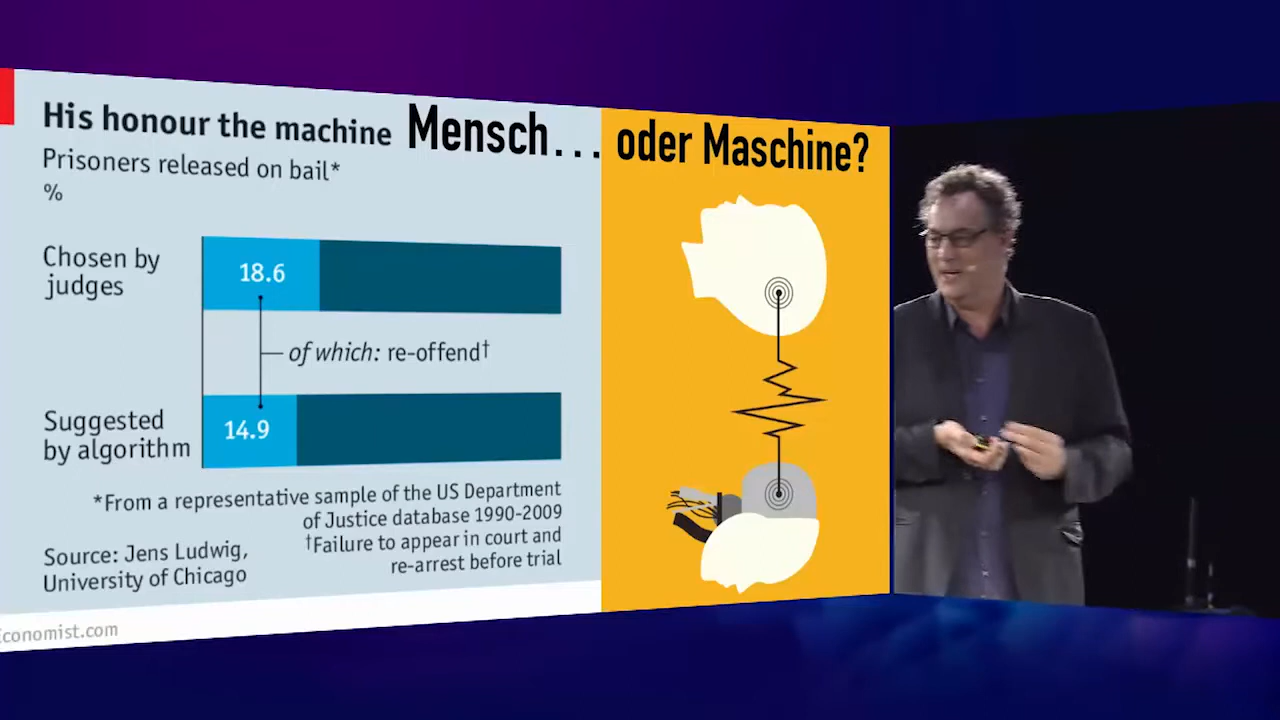 His honour the machine Mensch... oder Maschine?
Prisoners released on bail*
%
Chosen by
judges
18.6
of which: re-offend†
Suggested
by algorithm
14.9
*From a representative sample of the US Department
of Justice database 1990-2009
†Failure to appear in court and
re-arrest before trial
Source: Jens Ludwig,
University of Chicago
Economist.com